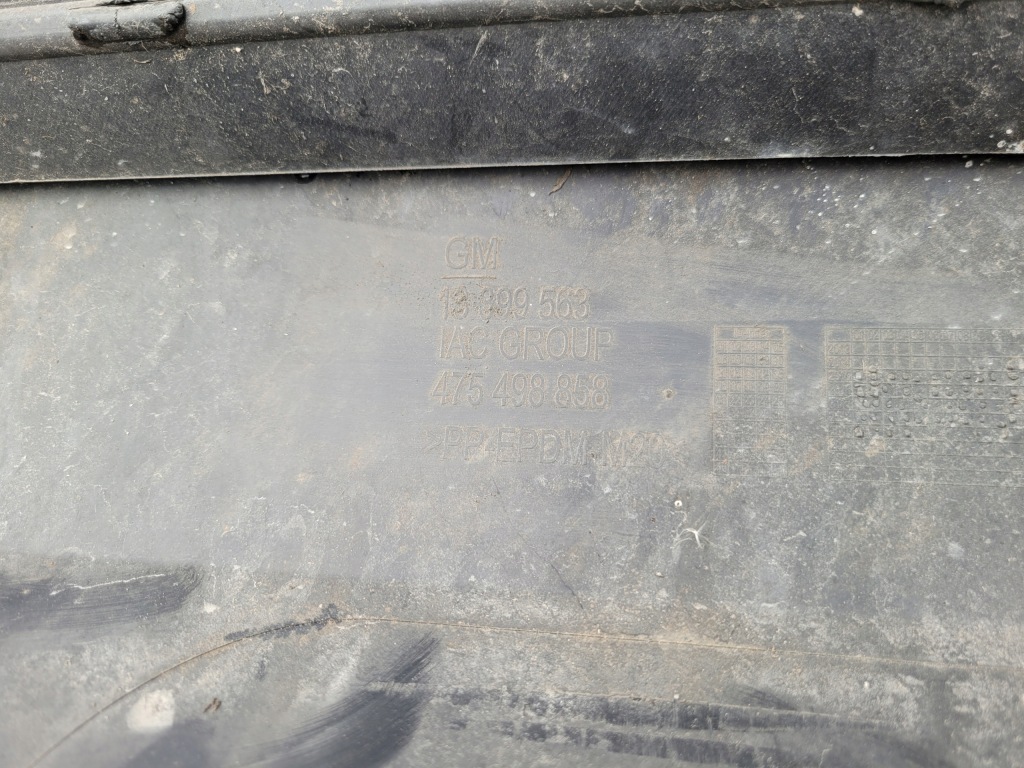 GM
13 399 563
IAC GROUP
475 498 858
>PP+EPDM-M20<